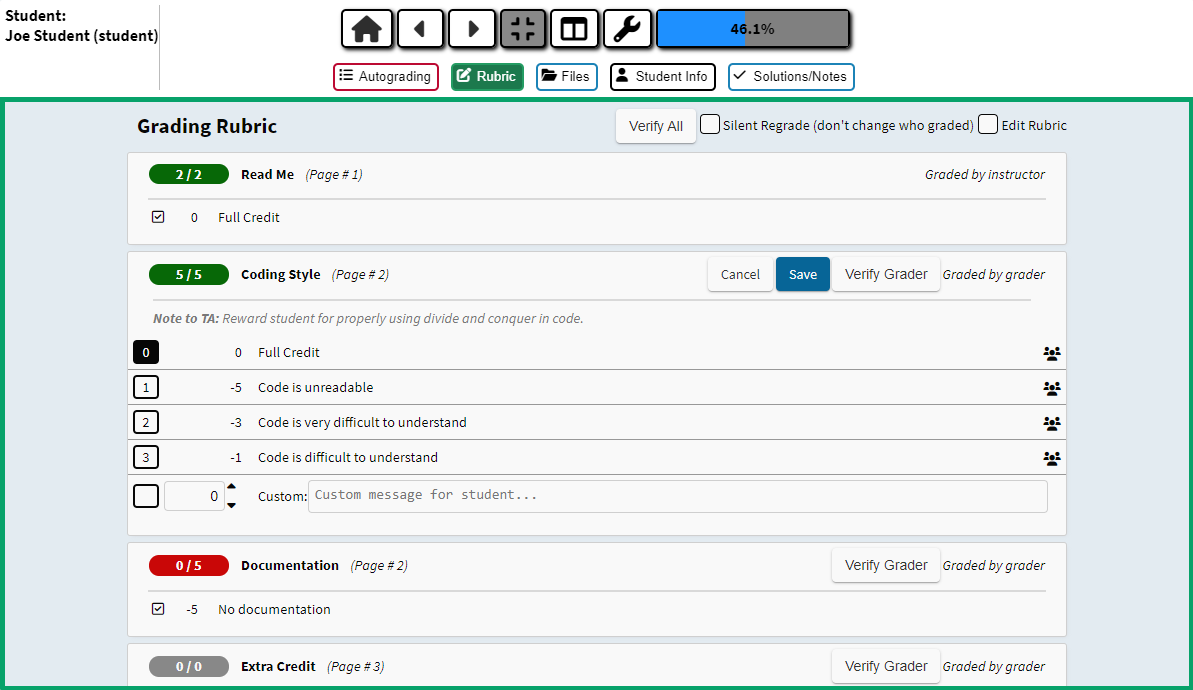 Student:
Joe Student (student)
46.1%
Autograding Rubric Files Student Info Solutions/Notes
Grading Rubric Verify All Silent Regrade (don't change who graded) Edit Rubric
2 / 2 Read Me (Page # 1) Graded by instructor
0 Full Credit
5 / 5 Coding Style (Page # 2) Cancel Save Verify Grader Graded by grader
Note to TA: Reward student for properly using divide and conquer in code.
0 0 Full Credit
1 -5 Code is unreadable
2 -3 Code is very difficult to understand
3 -1 Code is difficult to understand
0 Custom: Custom message for student...
0 / 5 Documentation (Page # 2) Verify Grader Graded by grader
-5 No documentation
0 / 0 Extra Credit (Page # 3) Verify Grader Graded by grader